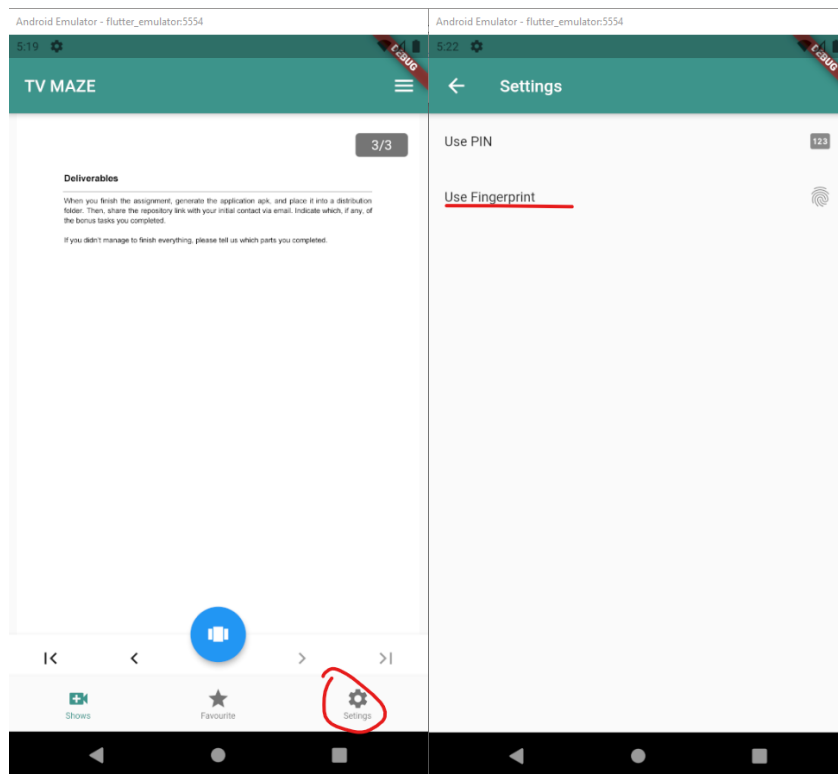 Android Emulator - flutter_emulator:5554
5:19
DEBUG
TV MAZE
3/3
Deliverables
When you finish the assignment, generate the application apk, and place it into a distribution
folder. Then, share the repository link with your initial contact via email. Indicate which, if any, of
the bonus tasks you completed.
If you didn't manage to finish everything, please tell us which parts you completed.
Shows
Favourite
Setings
Android Emulator - flutter_emulator:5554
5:22
DEBUG
Settings
Use PIN
123
Use Fingerprint